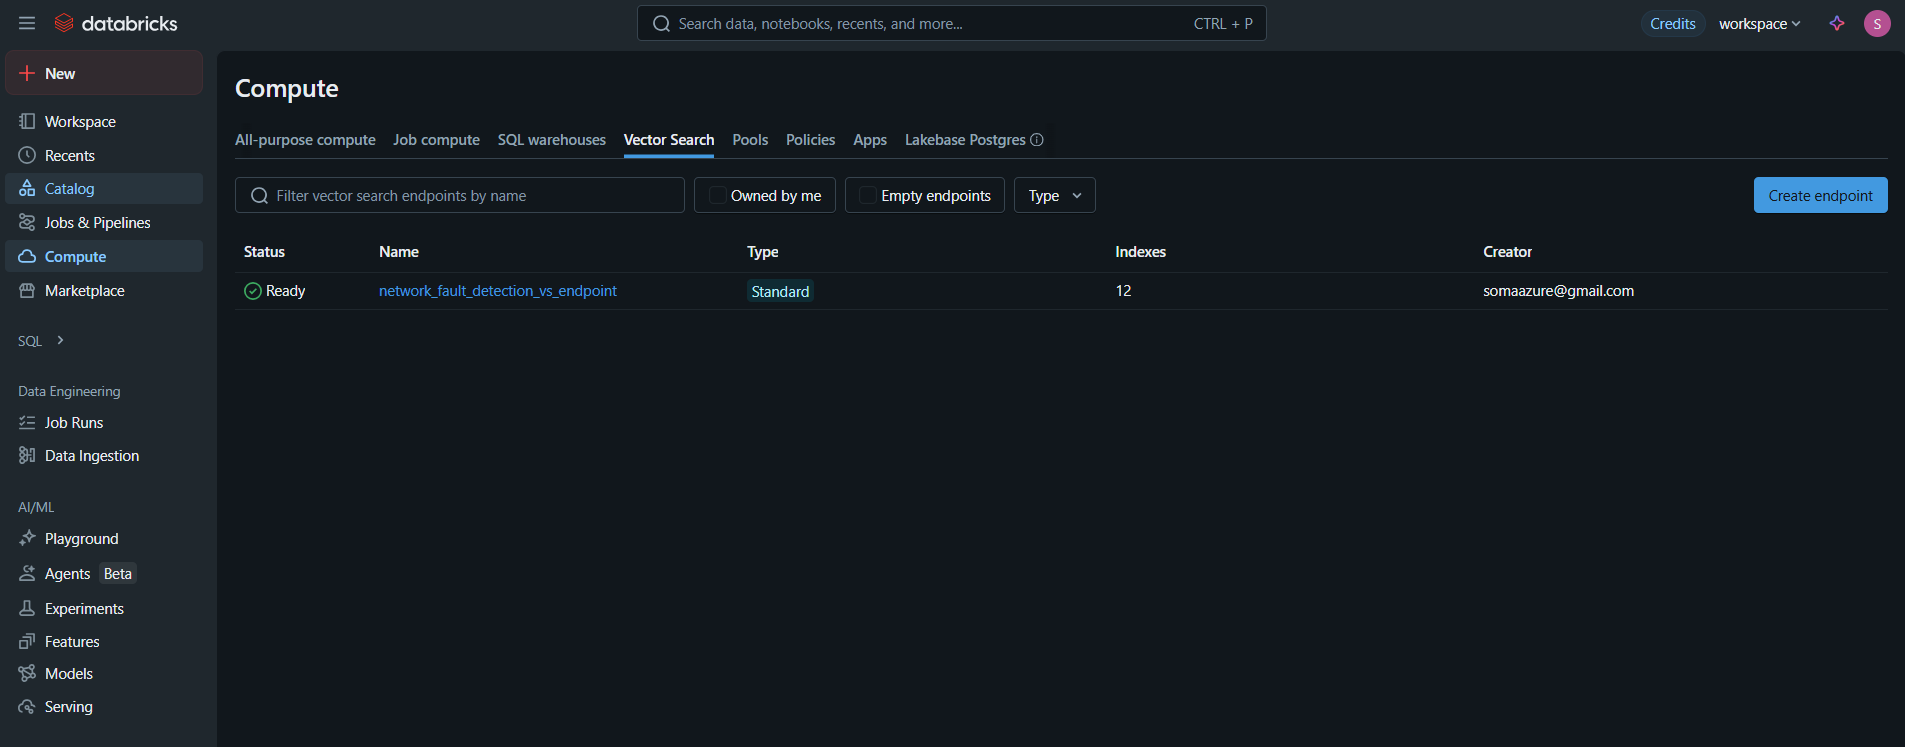 databricks
Search data, notebooks, recents, and more...
CTRL + P
Credits
workspace
S
New
Workspace
Recents
Catalog
Jobs & Pipelines
Compute
Marketplace
SQL
Data Engineering
Job Runs
Data Ingestion
AI/ML
Playground
Agents Beta
Experiments
Features
Models
Serving
Compute
All-purpose compute Job compute SQL warehouses Vector Search Pools Policies Apps Lakebase Postgres
Filter vector search endpoints by name Owned by me Empty endpoints Type Create endpoint
Status Name Type Indexes Creator
Ready network_fault_detection_vs_endpoint Standard 12 somaazure@gmail.com